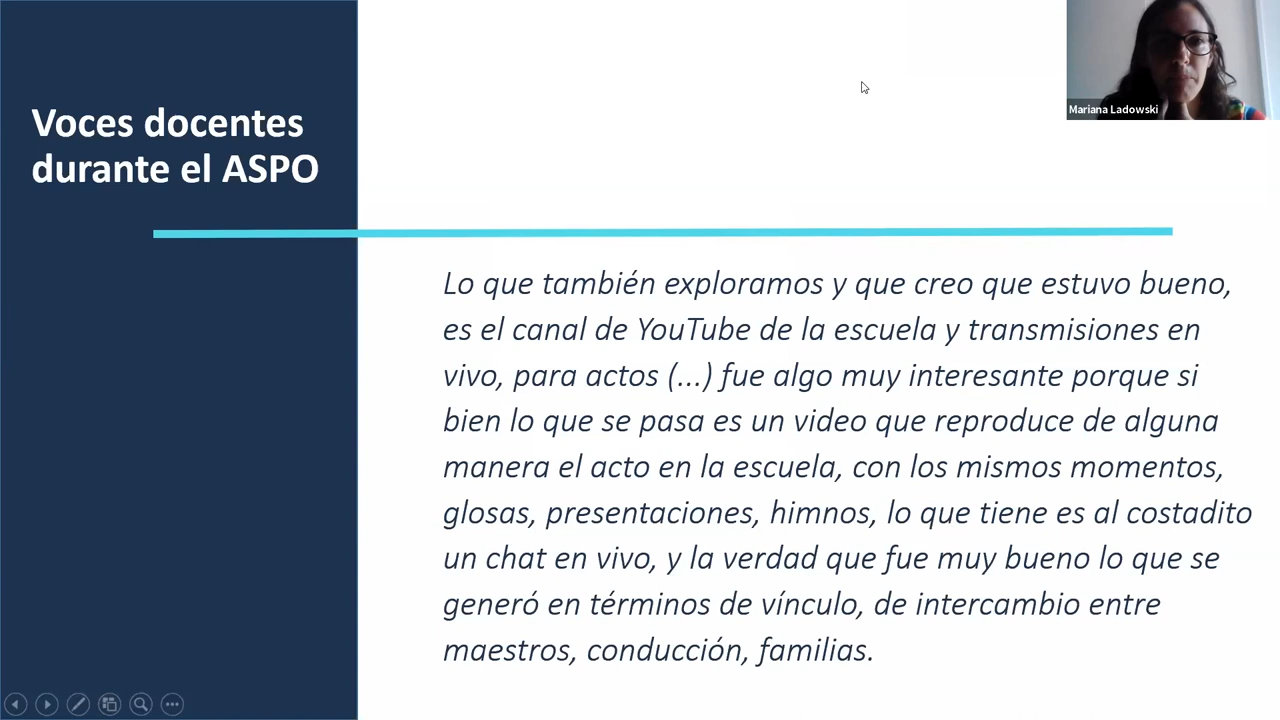 Voces docentes
durante el ASPO
Mariana Ladowski
Lo que también exploramos y que creo que estuvo bueno,
es el canal de YouTube de la escuela y transmisiones en
vivo, para actos (...) fue algo muy interesante porque si
bien lo que se pasa es un video que reproduce de alguna
manera el acto en la escuela, con los mismos momentos,
glosas, presentaciones, himnos, lo que tiene es al costadito
un chat en vivo, y la verdad que fue muy bueno lo que se
generó en términos de vínculo, de intercambio entre
maestros, conducción, familias.